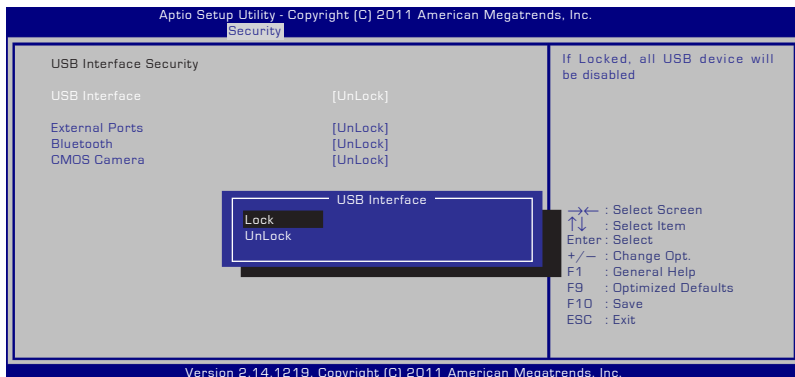 Aptio Setup Utility - Copyright (C) 2011 American Megatrends, Inc.
Security
USB Interface Security
USB Interface [UnLock]
External Ports [UnLock]
Bluetooth [UnLock]
CMOS Camera [UnLock]
USB Interface
Lock
UnLock
If Locked, all USB device will
be disabled
→← : Select Screen
↑↓ : Select Item
Enter : Select
+/— : Change Opt.
F1 : General Help
F9 : Optimized Defaults
F10 : Save
ESC : Exit
Version 2.14.1219. Copyright (C) 2011 American Megatrends, Inc.